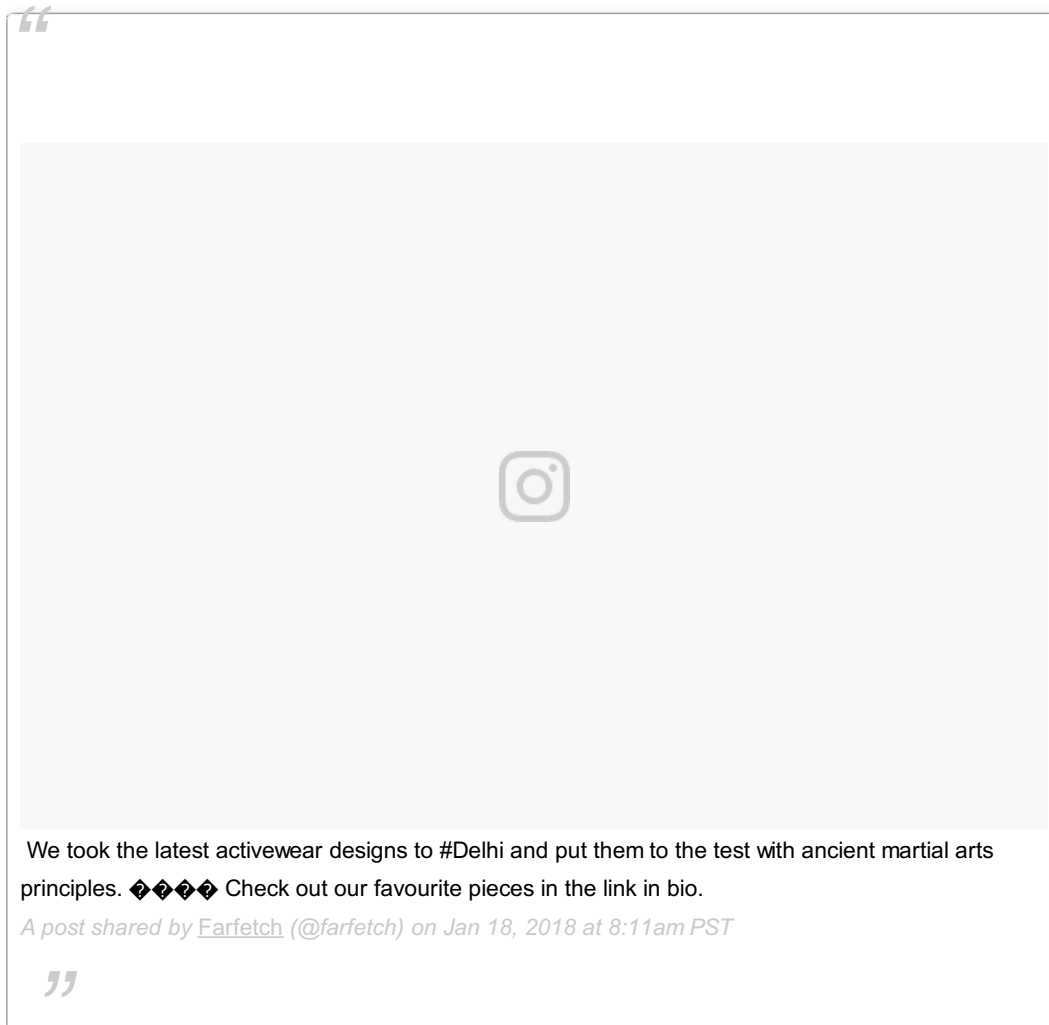 “
We took the latest activewear designs to #Delhi and put them to the test with ancient martial arts
principles. ���� Check out our favourite pieces in the link in bio.
A post shared by Farfetch (@farfetch) on Jan 18, 2018 at 8:11am PST
”